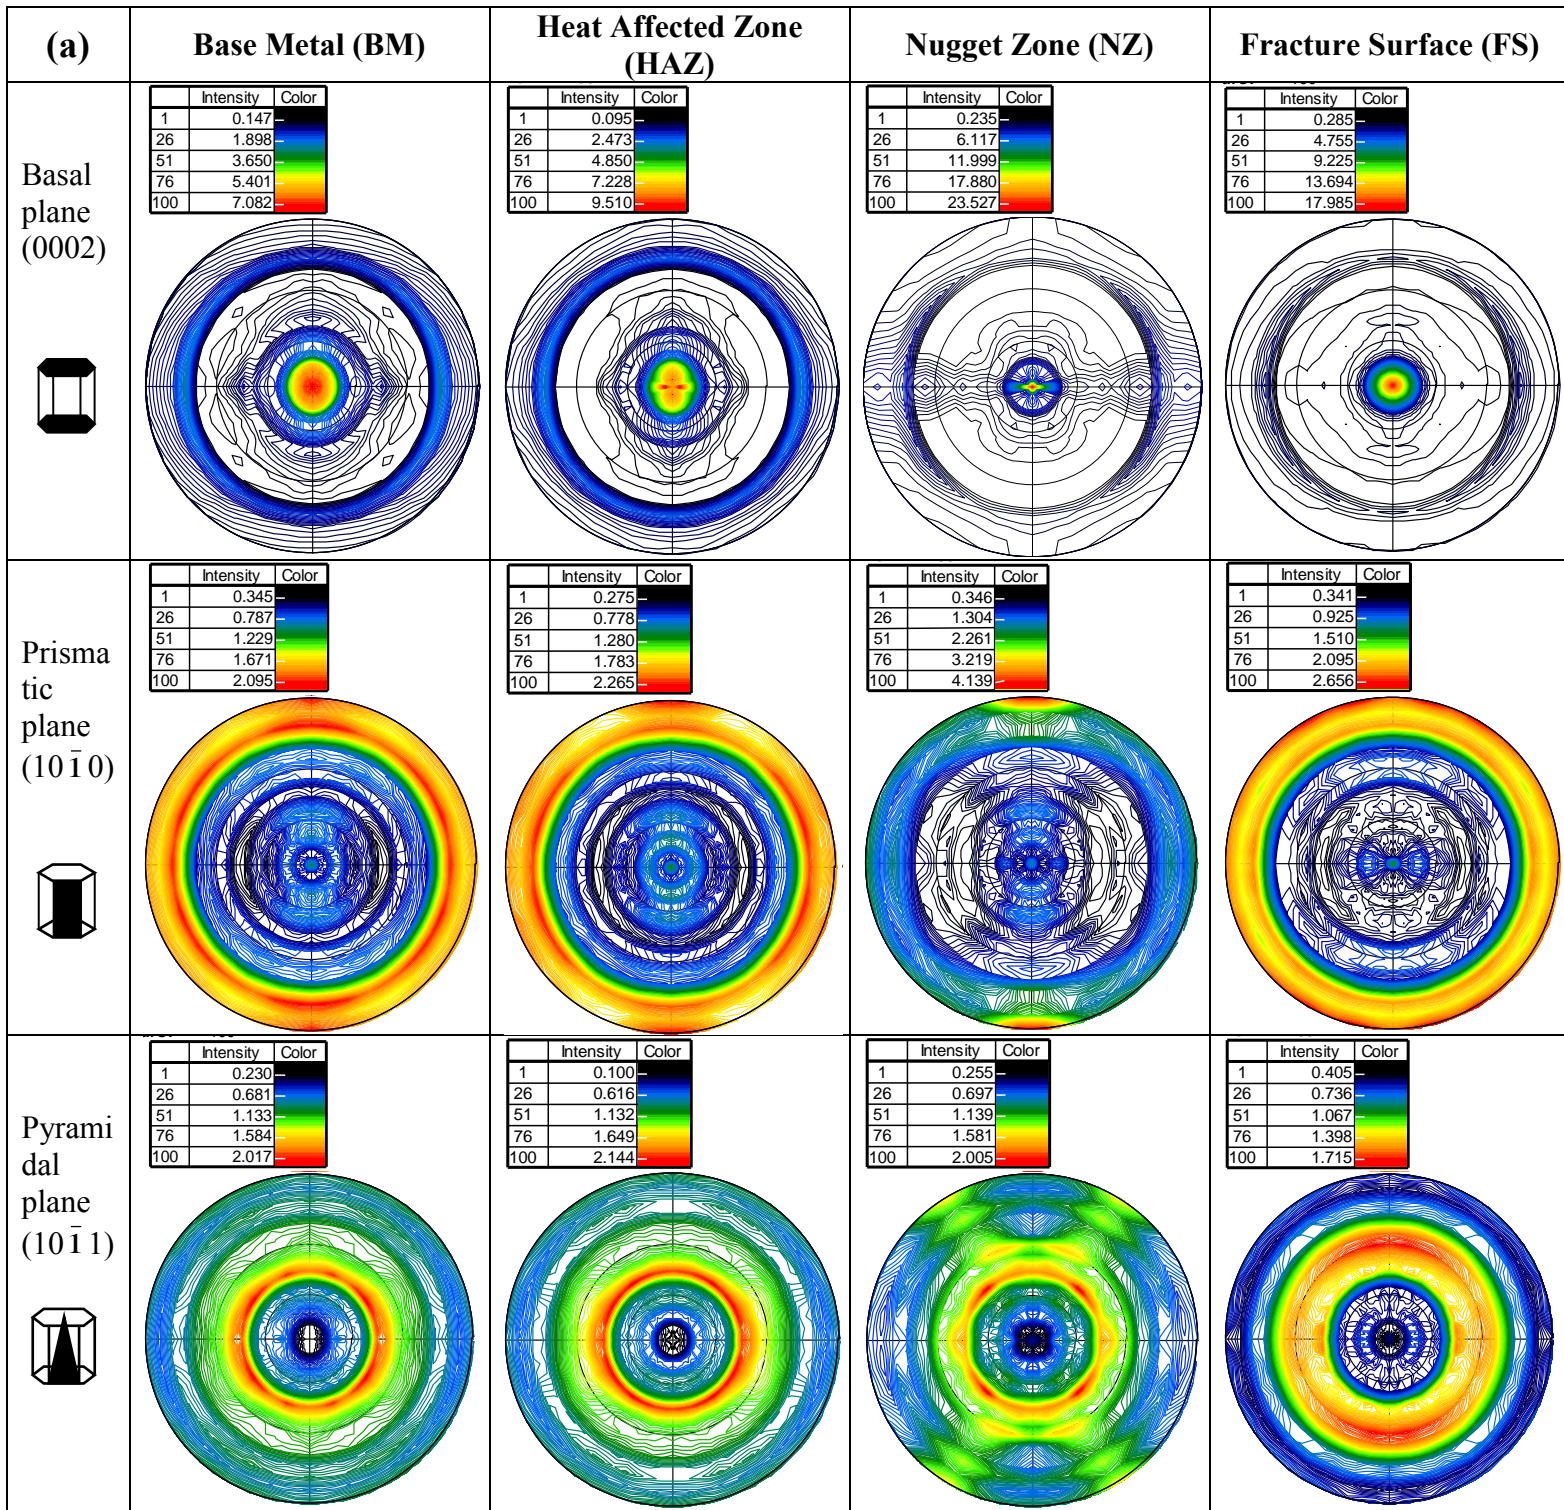 (a)
Base Metal (BM)
Heat Affected Zone
(HAZ)
Nugget Zone (NZ)
Fracture Surface (FS)
Basal
plane
(0002)
Intensity Color
1 0.147
26 1.898
51 3.650
76 5.401
100 7.082
Intensity Color
1 0.095
26 2.473
51 4.850
76 7.228
100 9.510
Intensity Color
1 0.235
26 6.117
51 11.999
76 17.880
100 23.527
Intensity Color
1 0.285
26 4.755
51 9.225
76 13.694
100 17.985
Prisma
tic
plane
(101̄0)
Intensity Color
1 0.345
26 0.787
51 1.229
76 1.671
100 2.095
Intensity Color
1 0.275
26 0.778
51 1.280
76 1.783
100 2.265
Intensity Color
1 0.346
26 1.304
51 2.261
76 3.219
100 4.139
Intensity Color
1 0.341
26 0.925
51 1.510
76 2.095
100 2.656
Pyrami
dal
plane
(101̄1)
Intensity Color
1 0.230
26 0.681
51 1.133
76 1.584
100 2.017
Intensity Color
1 0.100
26 0.616
51 1.132
76 1.649
100 2.144
Intensity Color
1 0.255
26 0.697
51 1.139
76 1.581
100 2.005
Intensity Color
1 0.405
26 0.736
51 1.067
76 1.398
100 1.715